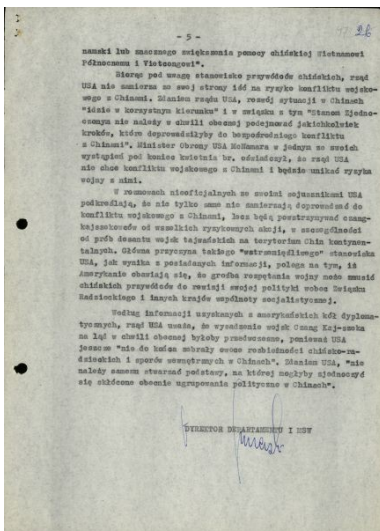 - 5 -
26
namski lub znacznego zwiększenia pomocy chińskiej Wietnamowi
Północnemu i Vietcongowi".
Biorąc pod uwagę stanowisko przywódców chińskich, rząd
USA nie zamierza ze swej strony iść na ryzyko konfliktu wojsko-
wego z Chinami. Zdaniem rządu USA, rozwój sytuacji w Chinach
"idzie w korzystnym kierunku" i w związku z tym "Stanom Zjedno-
czonym nie należy w chwili obecnej podejmować jakichkolwiek
kroków, które doprowadziłyby do bezpośredniego konfliktu
z Chinami". Minister Obrony USA McNamara w jednym ze swoich
wystąpień pod koniec kwietnia br. oświadczył, że rząd USA
nie chce konfliktu wojskowego z Chinami i będzie unikać ryzyka
wojny z nimi.
W rozmowach nieoficjalnych ze swoimi sojusznikami USA
podkreślają, że nie tylko same nie zamierzają doprowadzać do
konfliktu wojskowego z Chinami, lecz będą powstrzymywać czang-
kajszekowców od wszelkich ryzykownych akcji, w szczególności
od prób desantu wojsk tajwańskich na terytorium Chin kontynen-
talnych. Główna przyczyna takiego "wstrzemięźliwego" stanowiska
USA, jak wynika z posiadanych informacji, polega na tym, iż
Amerykanie obawiają się, że groźba rozpętania wojny może zmusić
chińskich przywódców do rewizji swojej polityki wobec Związku
Radzieckiego i innych krajów wspólnoty socjalistycznej.
Według informacji uzyskanych z amerykańskich kół dyploma-
tycznych, rząd USA uważa, że wysadzenie wojsk Czang Kaj-szeka
na ląd w chwili obecnej byłoby przedwczesne, ponieważ USA
jeszcze "nie do końca zebrały owoce rozbieżności chińsko-ra-
dzieckich i sporów wewnętrznych w Chinach". Zdaniem USA, "nie
należy samemu stwarzać podstawy, na której mogłyby zjednoczyć
się skłócone obecnie ugrupowania polityczne w Chinach".
DYREKTOR DEPARTAMENTU I MSW